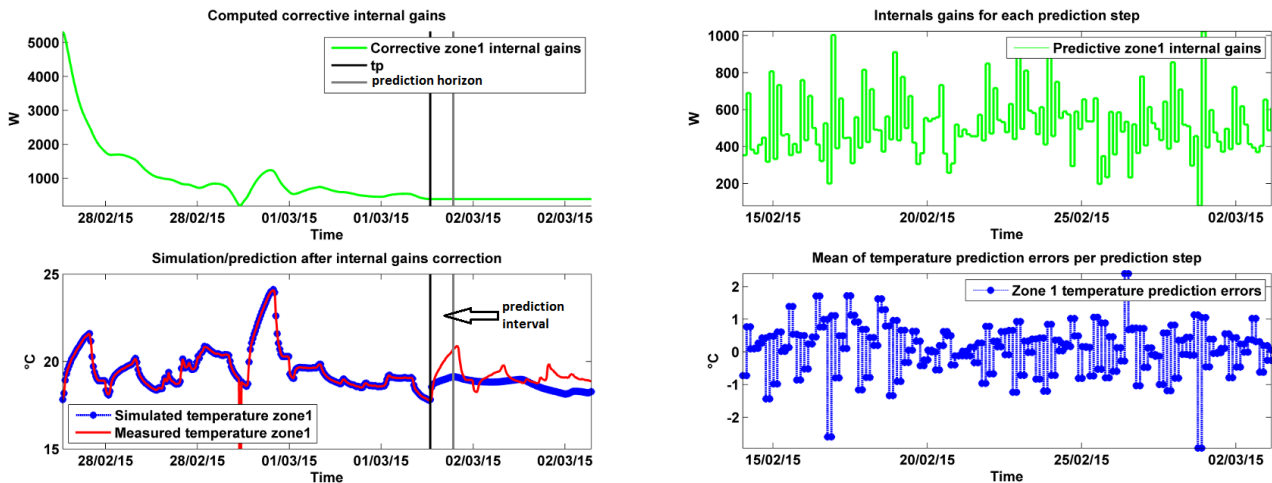 Computed corrective internal gains
5000
4000
3000
2000
1000
W
Corrective zone1 internal gains
tp
prediction horizon
28/02/15 28/02/15 01/03/15 01/03/15 02/03/15 02/03/15
Time
Internals gains for each prediction step
1000
800
600
400
200
W
Predictive zone1 internal gains
15/02/15 20/02/15 25/02/15 02/03/15
Time
Simulation/prediction after internal gains correction
25
20
15
°C
prediction
interval
Simulated temperature zone1
Measured temperature zone1
28/02/15 28/02/15 01/03/15 01/03/15 02/03/15 02/03/15
Time
Mean of temperature prediction errors per prediction step
2
1
0
-1
-2
°C
Zone 1 temperature prediction errors
15/02/15 20/02/15 25/02/15 02/03/15
Time